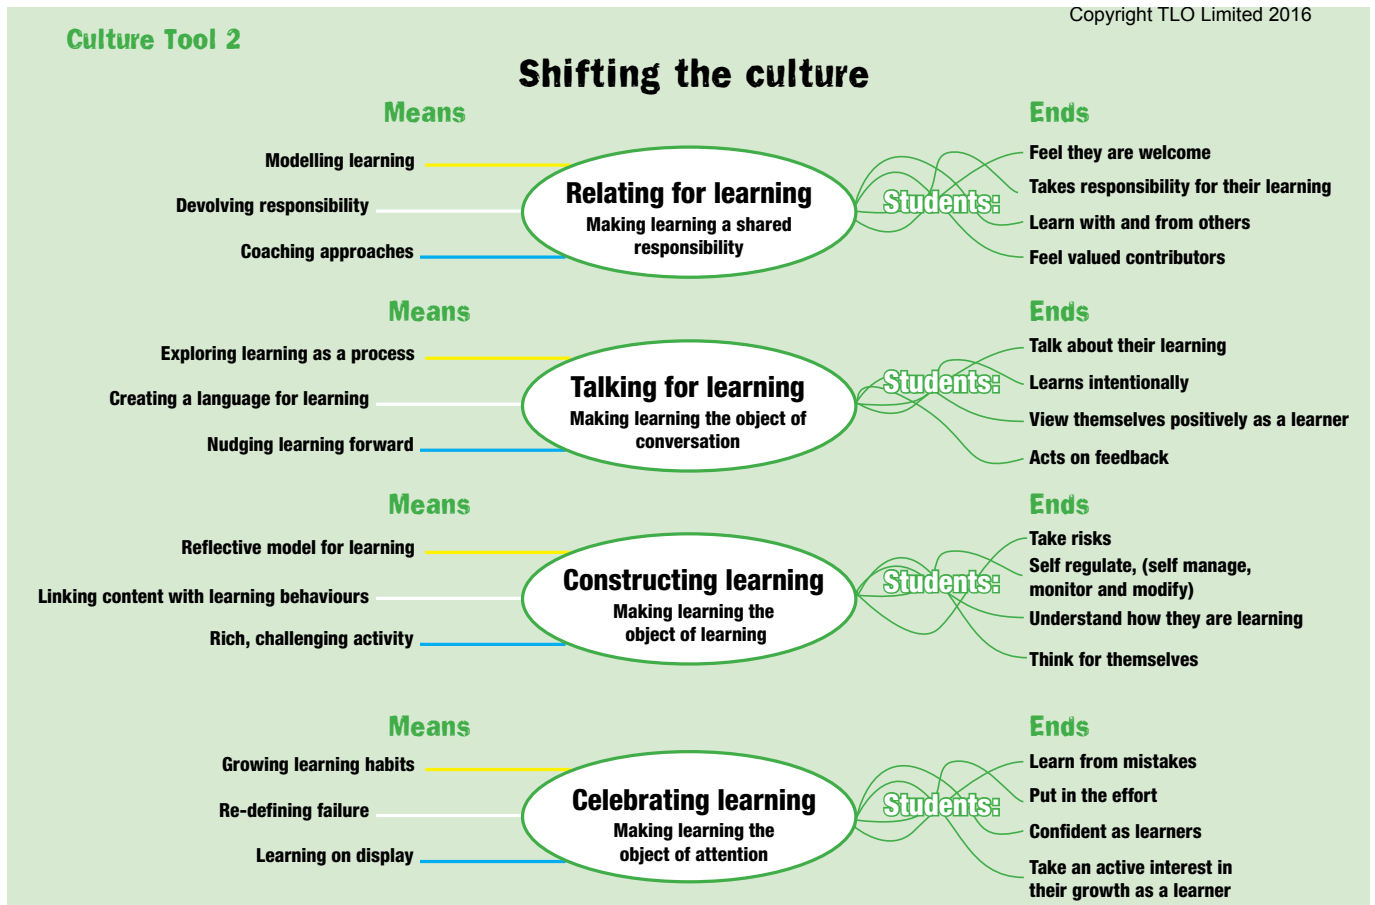 Copyright TLO Limited 2016
Culture Tool 2
Shifting the culture
Means
Ends
Modelling learning
Devolving responsibility
Coaching approaches
Relating for learning
Making learning a shared
responsibility
Students:
Feel they are welcome
Takes responsibility for their learning
Learn with and from others
Feel valued contributors
Means
Ends
Exploring learning as a process
Creating a language for learning
Nudging learning forward
Talking for learning
Making learning the object of
conversation
Students:
Talk about their learning
Learns intentionally
View themselves positively as a learner
Acts on feedback
Means
Ends
Reflective model for learning
Linking content with learning behaviours
Rich, challenging activity
Constructing learning
Making learning the
object of learning
Students:
Take risks
Self regulate, (self manage,
monitor and modify)
Understand how they are learning
Think for themselves
Means
Ends
Growing learning habits
Re-defining failure
Learning on display
Celebrating learning
Making learning the
object of attention
Students:
Learn from mistakes
Put in the effort
Confident as learners
Take an active interest in
their growth as a learner